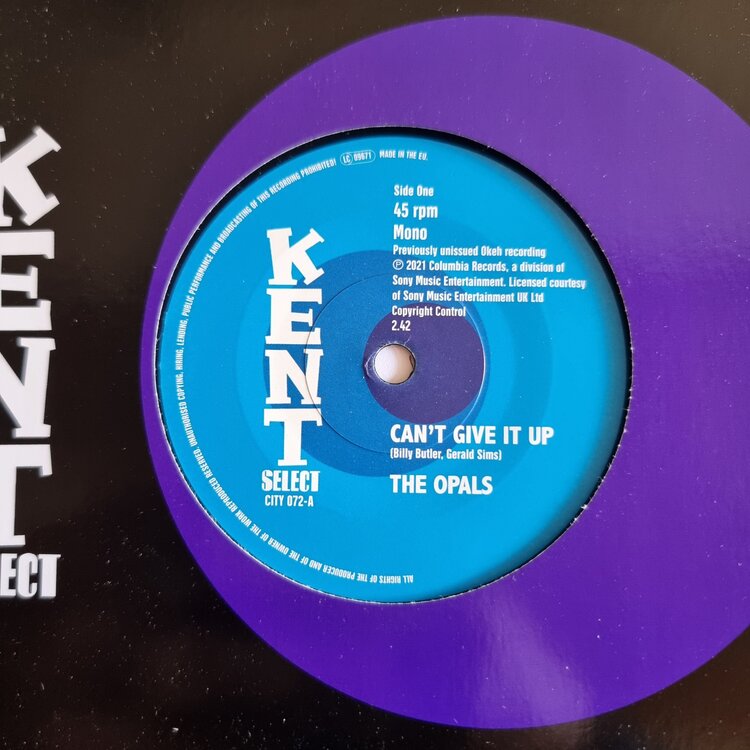 KENT
ECT
ALL RIGHTS OF THE PRODUCER AND OF THE OWNER OF THE WORK REPRODUCED RESERVED. UNAUTHORISED COPYING, HIRING, LENDING, PUBLIC PERFORMANCE AND BROADCASTING OF THIS RECORDING PROHIBITED! LC 09671 MADE IN THE EU.
Side One
45 rpm
Mono
Previously unissued Okeh recording
℗ 2021 Columbia Records, a division of
Sony Music Entertainment. Licensed courtesy
of Sony Music Entertainment UK Ltd
Copyright Control
2.42
KENT
SELECT
CITY 072-A
CAN'T GIVE IT UP
(Billy Butler, Gerald Sims)
THE OPALS